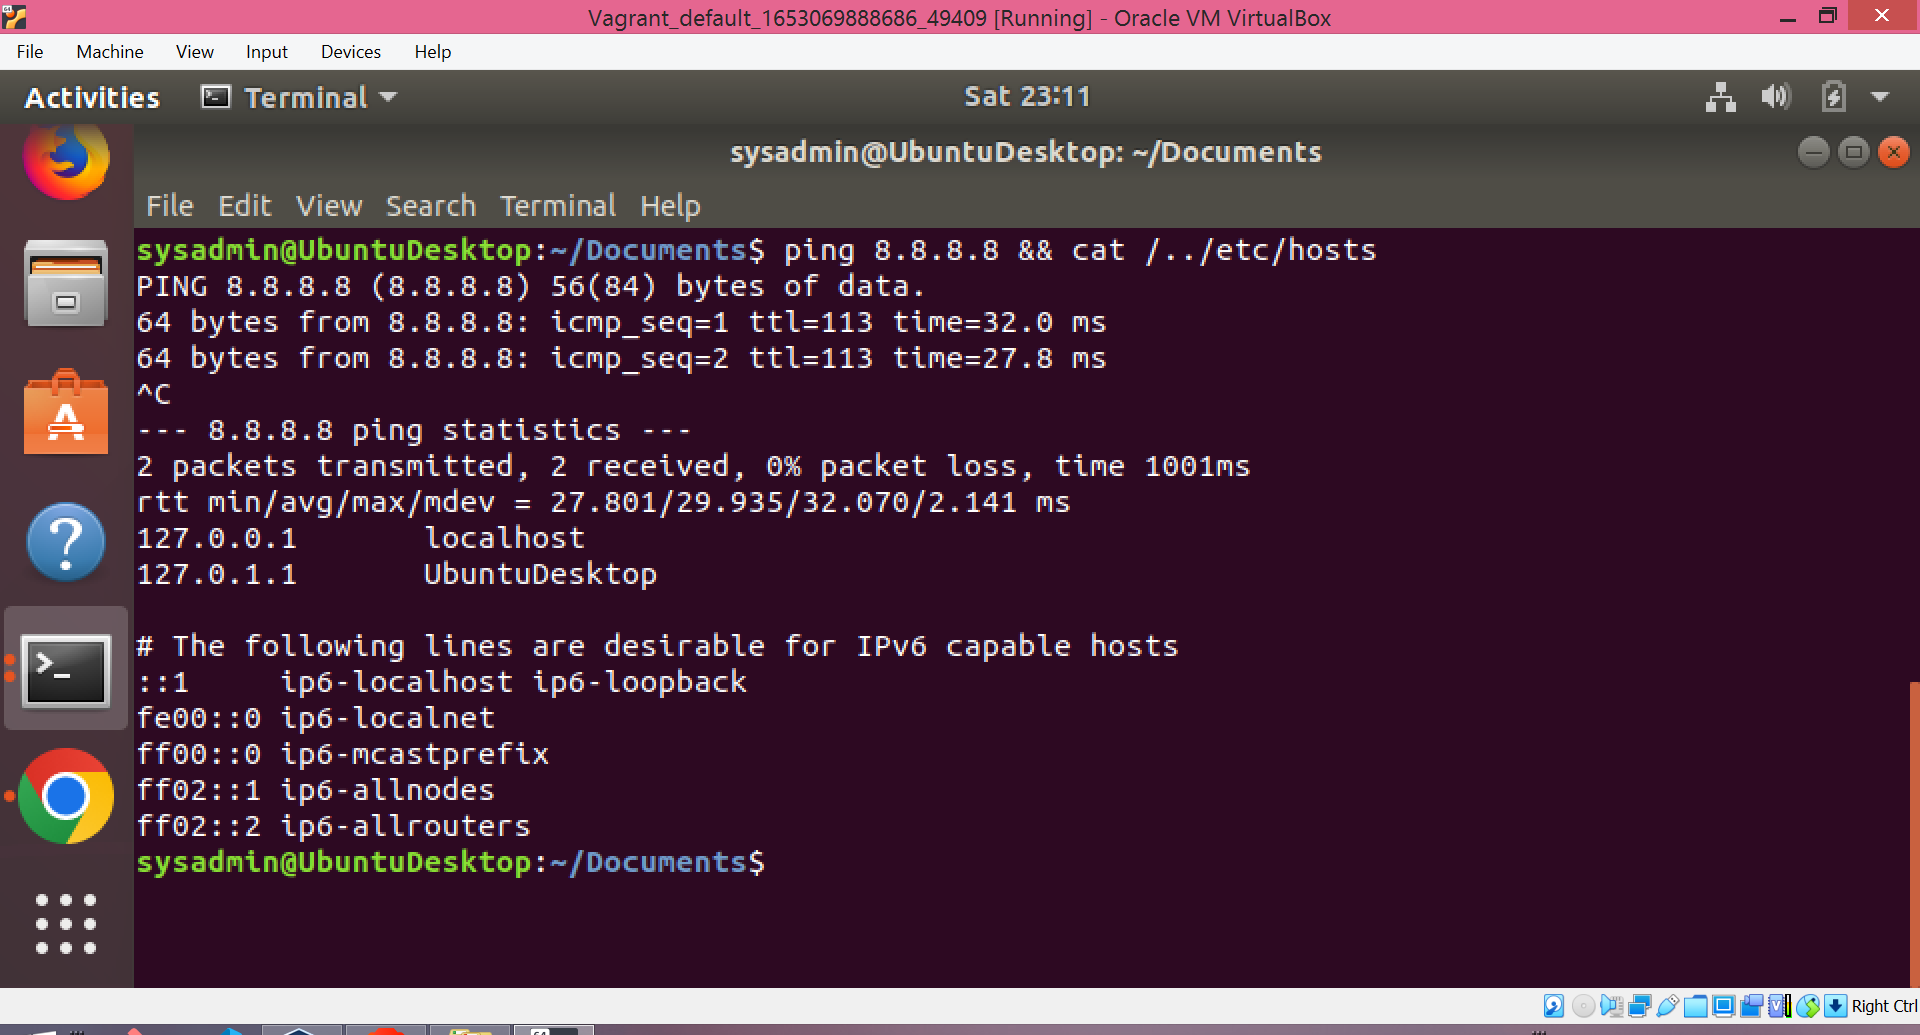 Vagrant_default_1653069888686_49409 [Running] - Oracle VM VirtualBox
File Machine View Input Devices Help
Activities Terminal Sat 23:11
sysadmin@UbuntuDesktop: ~/Documents
File Edit View Search Terminal Help
sysadmin@UbuntuDesktop:~/Documents$ ping 8.8.8.8 && cat /../etc/hosts
PING 8.8.8.8 (8.8.8.8) 56(84) bytes of data.
64 bytes from 8.8.8.8: icmp_seq=1 ttl=113 time=32.0 ms
64 bytes from 8.8.8.8: icmp_seq=2 ttl=113 time=27.8 ms
^C
--- 8.8.8.8 ping statistics ---
2 packets transmitted, 2 received, 0% packet loss, time 1001ms
rtt min/avg/max/mdev = 27.801/29.935/32.070/2.141 ms
127.0.0.1 localhost
127.0.1.1 UbuntuDesktop
# The following lines are desirable for IPv6 capable hosts
::1 ip6-localhost ip6-loopback
fe00::0 ip6-localnet
ff00::0 ip6-mcastprefix
ff02::1 ip6-allnodes
ff02::2 ip6-allrouters
sysadmin@UbuntuDesktop:~/Documents$
Right Ctrl